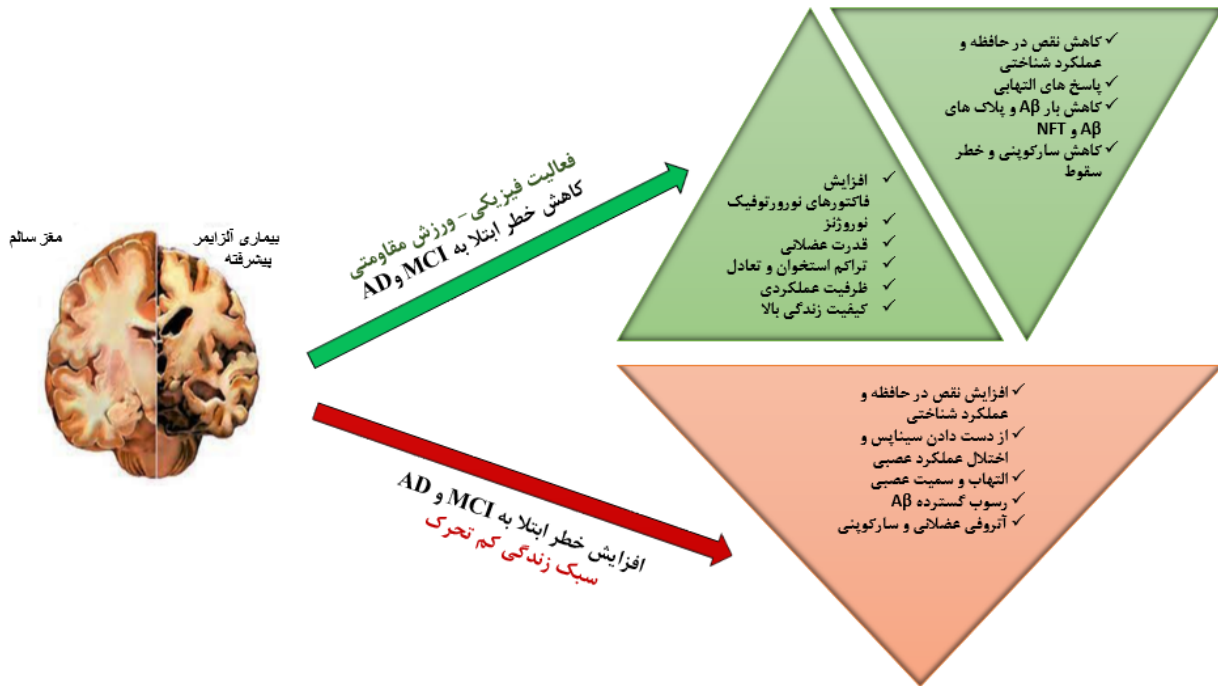 کاهش نقص در حافظه و
عملکرد شناختی
پاسخ های التهابی
کاهش بار Aβ و پلاک های
Aβ و NFT
کاهش سارکوپنی و خطر
سقوط
افزایش
فاکتورهای نورورتوفیک
نوروژنز
قدرت عضلانی
تراکم استخوان و تعادل
ظرفیت عملکردی
کیفیت زندگی بالا
فعالیت فیزیکی - ورزش مقاومتی
کاهش خطر ابتلا به MCI وAD
بیماری آلزایمر
پیشرفته
مغز سالم
افزایش خطر ابتلا به MCI و AD
سبک زندگی کم تحرک
افزایش نقص در حافظه و
عملکرد شناختی
از دست دادن سیناپس و
اختلال عملکرد عصبی
التهاب و سمیت عصبی
رسوب گسترده Aβ
آتروفی عضلانی و سارکوپنی